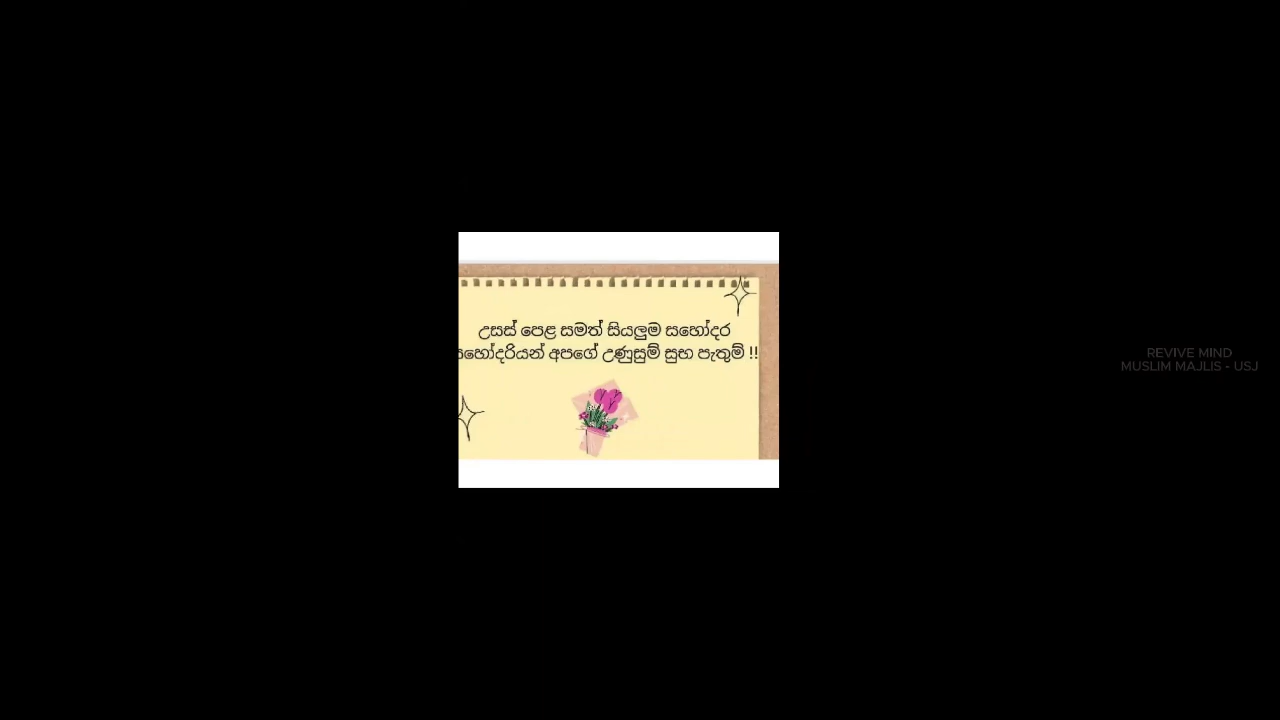 උසස් පෙළ සමත් සියලුම සහෝදර
සහෝදරියන් අපගේ උණුසුම් සුභ පැතුම් !!
REVIVE MIND
MUSLIM MAJLIS - USJ